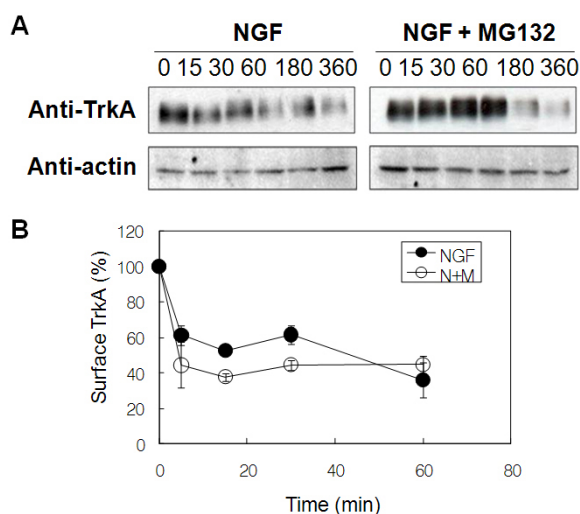 A
NGF
NGF + MG132
0 15 30 60 180 360
0 15 30 60 180 360
Anti-TrkA
Anti-actin
B
120
100
80
60
40
20
0
Surface TrkA (%)
NGF
N+M
0 20 40 60 80
Time (min)